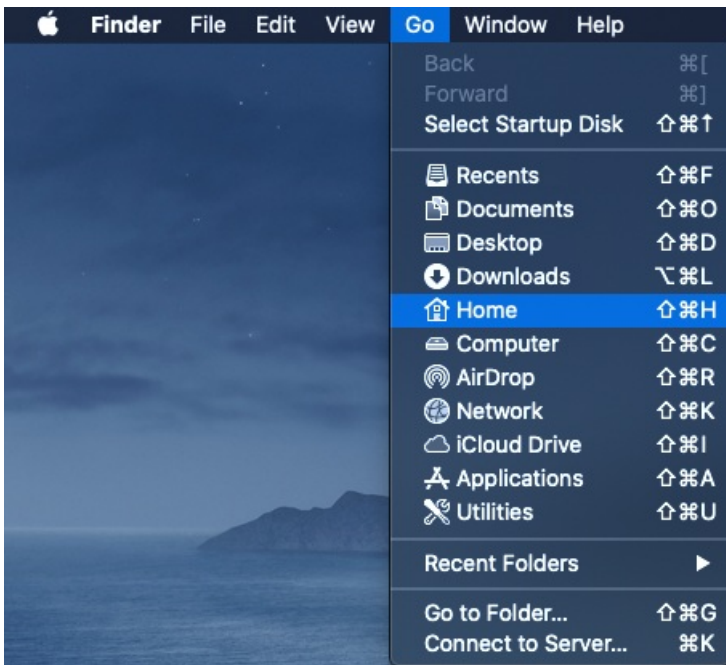 Finder File Edit View Go Window Help
Back ⌘[
Forward ⌘]
Select Startup Disk ⇧⌘↑
Recents ⇧⌘F
Documents ⇧⌘O
Desktop ⇧⌘D
Downloads ⌥⌘L
Home ⇧⌘H
Computer ⇧⌘C
AirDrop ⇧⌘R
Network ⇧⌘K
iCloud Drive ⇧⌘I
Applications ⇧⌘A
Utilities ⇧⌘U
Recent Folders
Go to Folder... ⇧⌘G
Connect to Server... ⌘K